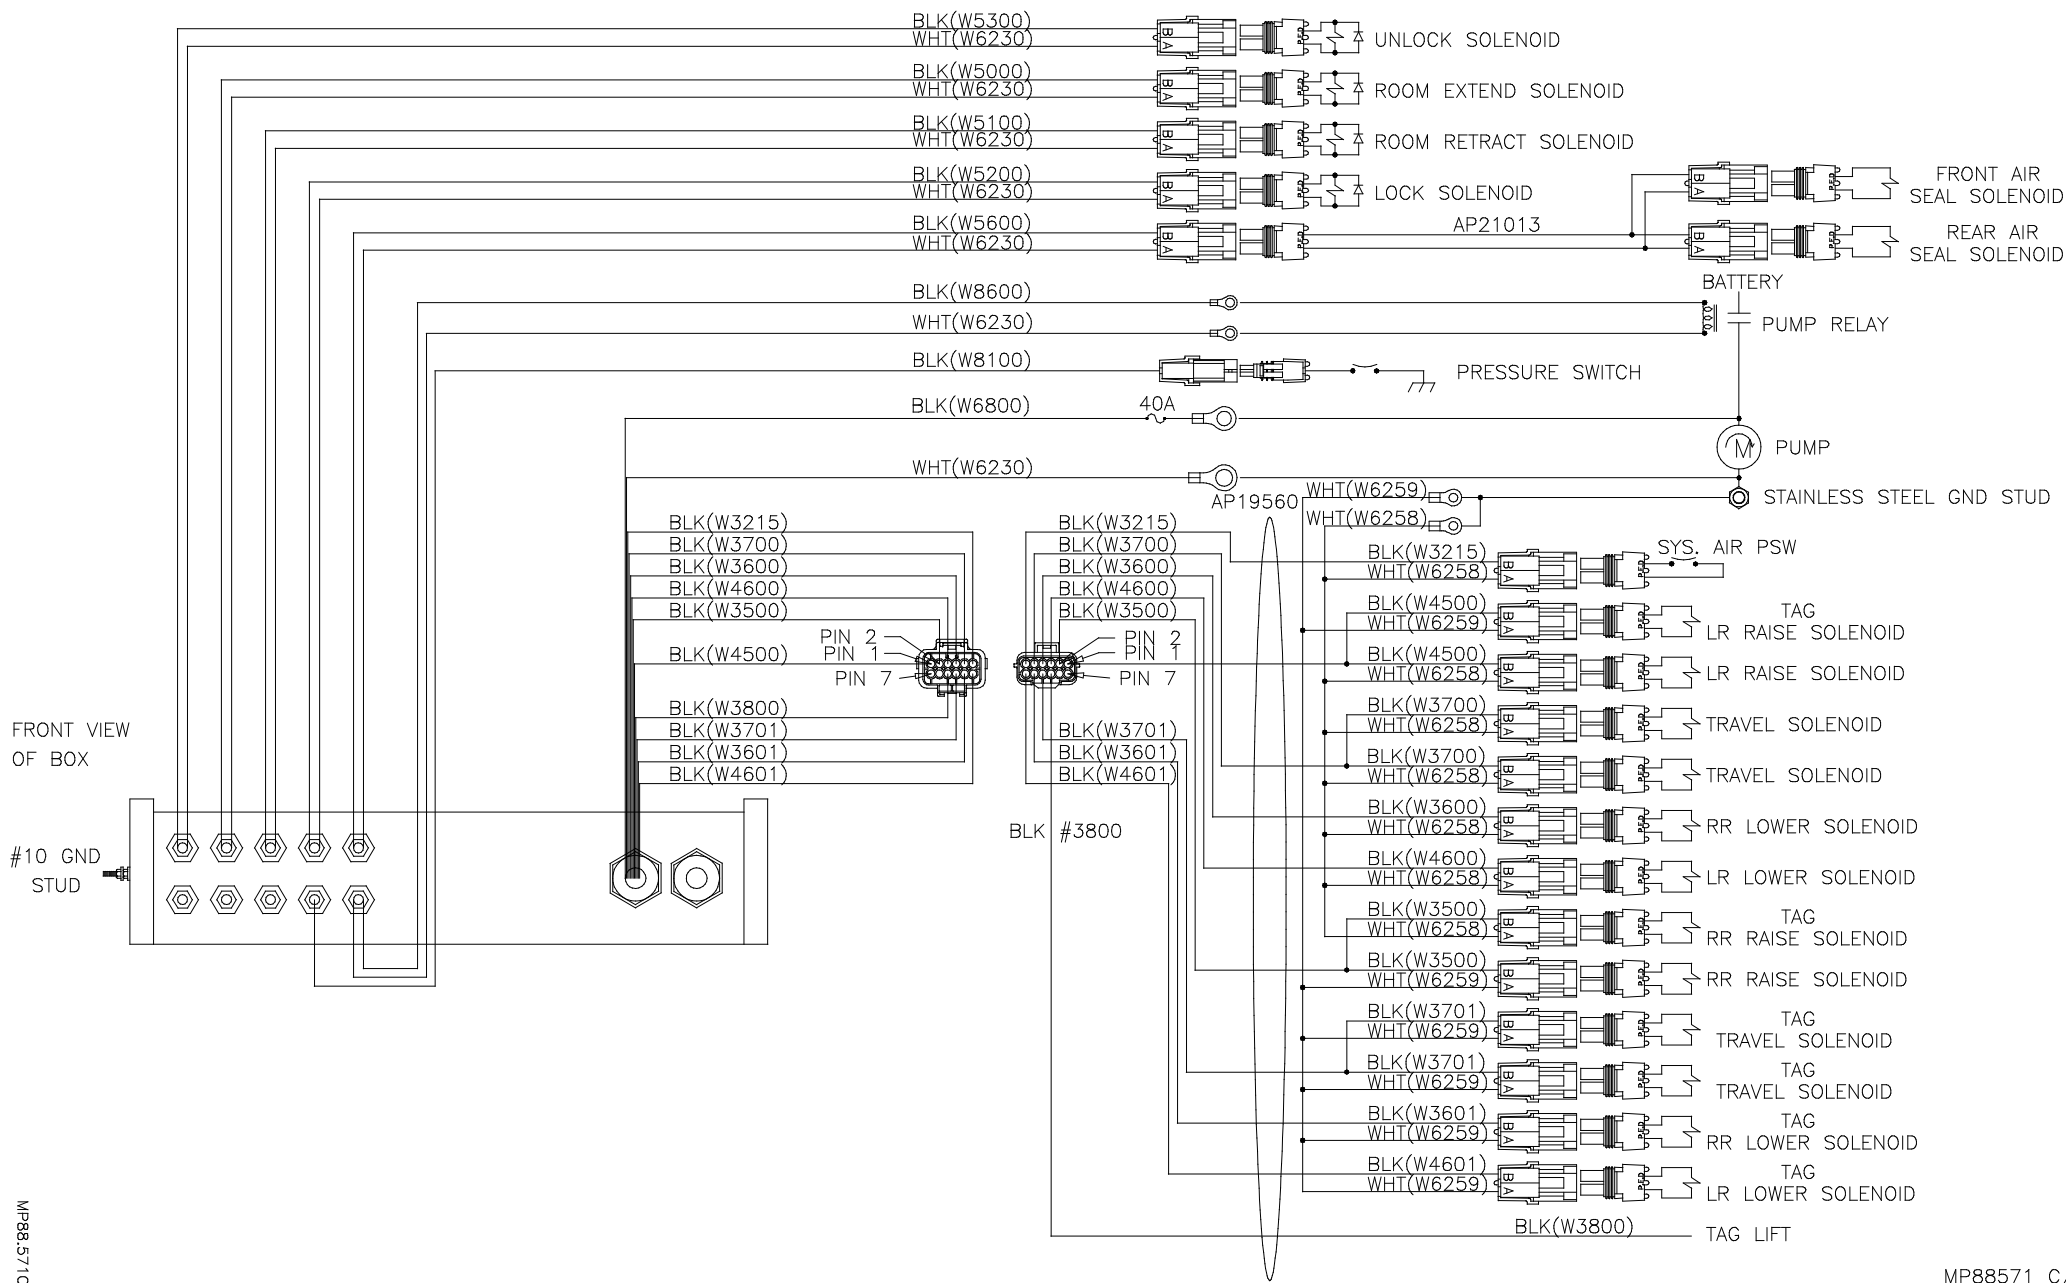 BLK(W5300)
WHT(W6230)
B
A
P.E.D.
UNLOCK SOLENOID
BLK(W5000)
WHT(W6230)
B
A
P.E.D.
ROOM EXTEND SOLENOID
BLK(W5100)
WHT(W6230)
B
A
P.E.D.
ROOM RETRACT SOLENOID
BLK(W5200)
WHT(W6230)
B
A
P.E.D.
LOCK SOLENOID
B
A
P.E.D.
FRONT AIR
SEAL SOLENOID
BLK(W5600)
WHT(W6230)
B
A
P.E.D.
AP21013
B
A
P.E.D.
REAR AIR
SEAL SOLENOID
BATTERY
BLK(W8600)
WHT(W6230)
PUMP RELAY
BLK(W8100)
PRESSURE SWITCH
BLK(W6800)
40A
M
PUMP
WHT(W6230)
AP19560
WHT(W6259)
STAINLESS STEEL GND STUD
WHT(W6258)
BLK(W3215)
BLK(W3700)
BLK(W3600)
BLK(W4600)
BLK(W3500)
PIN 2
PIN 1
BLK(W4500)
PIN 7
BLK(W3800)
BLK(W3701)
BLK(W3601)
BLK(W4601)
BLK(W3215)
BLK(W3700)
BLK(W3600)
BLK(W4600)
BLK(W3500)
PIN 2
PIN 1
PIN 7
BLK(W3701)
BLK(W3601)
BLK(W4601)
BLK #3800
BLK(W3215)
WHT(W6258)
B
A
P.E.D.
SYS. AIR PSW
BLK(W4500)
WHT(W6259)
B
A
P.E.D.
TAG
LR RAISE SOLENOID
BLK(W4500)
WHT(W6258)
B
A
P.E.D.
LR RAISE SOLENOID
BLK(W3700)
WHT(W6258)
B
A
P.E.D.
TRAVEL SOLENOID
BLK(W3700)
WHT(W6258)
B
A
P.E.D.
TRAVEL SOLENOID
BLK(W3600)
WHT(W6258)
B
A
P.E.D.
RR LOWER SOLENOID
BLK(W4600)
WHT(W6258)
B
A
P.E.D.
LR LOWER SOLENOID
BLK(W3500)
WHT(W6258)
B
A
P.E.D.
TAG
RR RAISE SOLENOID
BLK(W3500)
WHT(W6259)
B
A
P.E.D.
RR RAISE SOLENOID
BLK(W3701)
WHT(W6259)
B
A
P.E.D.
TAG
TRAVEL SOLENOID
BLK(W3701)
WHT(W6259)
B
A
P.E.D.
TAG
TRAVEL SOLENOID
BLK(W3601)
WHT(W6259)
B
A
P.E.D.
TAG
RR LOWER SOLENOID
BLK(W4601)
WHT(W6259)
B
A
P.E.D.
TAG
LR LOWER SOLENOID
BLK(W3800)
TAG LIFT
FRONT VIEW
OF BOX
#10 GND
STUD
MP88.571C
MP88571 C